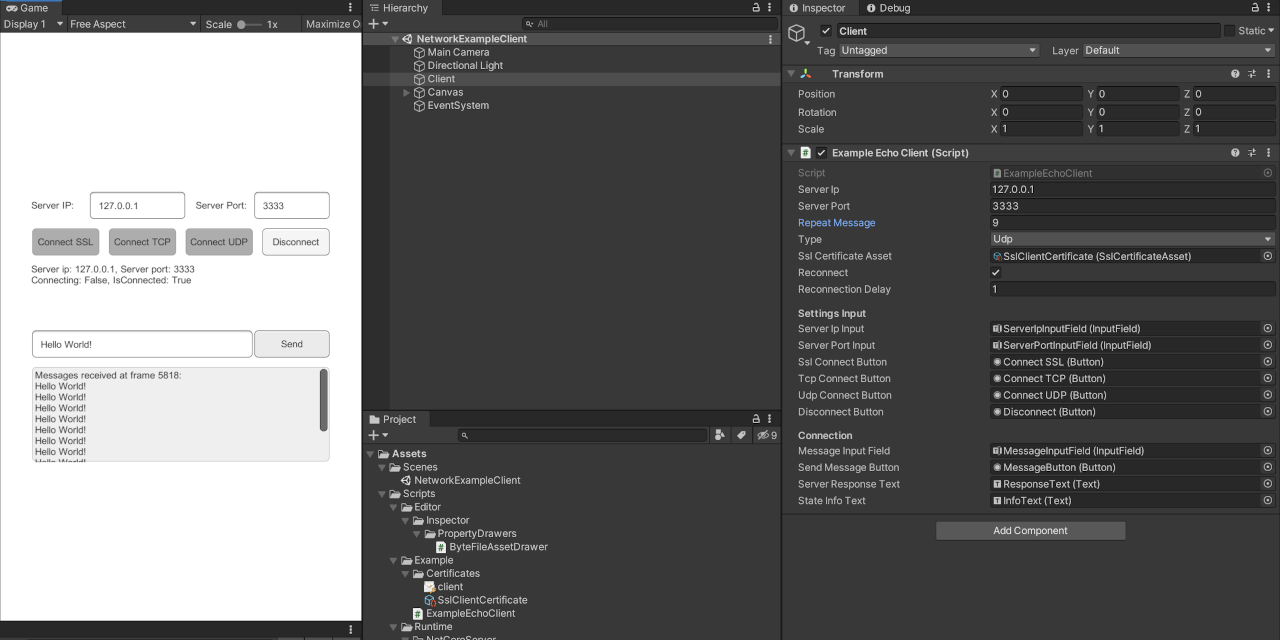 Game
Display 1
Free Aspect
Scale
1x
Maximize O
Server IP:
127.0.0.1
Server Port:
3333
Connect SSL
Connect TCP
Connect UDP
Disconnect
Server ip: 127.0.0.1, Server port: 3333
Connecting: False, IsConnected: True
Hello World!
Send
Messages received at frame 5818:
Hello World!
Hello World!
Hello World!
Hello World!
Hello World!
Hello World!
Hello World!
Hello World!
Hierarchy
All
NetworkExampleClient
Main Camera
Directional Light
Client
Canvas
EventSystem
Project
9
Assets
Scenes
NetworkExampleClient
Scripts
Editor
Inspector
PropertyDrawers
ByteFileAssetDrawer
Example
Certificates
client
SslClientCertificate
ExampleEchoClient
Runtime
NetCoreServer
Inspector
Debug
Client
Static
Tag Untagged
Layer Default
Transform
Position X 0 Y 0 Z 0
Rotation X 0 Y 0 Z 0
Scale X 1 Y 1 Z 1
Example Echo Client (Script)
Script ExampleEchoClient
Server Ip 127.0.0.1
Server Port 3333
Repeat Message 9
Type Udp
Ssl Certificate Asset SslClientCertificate (SslCertificateAsset)
Reconnect
Reconnection Delay 1
Settings Input
Server Ip Input ServerIpInputField (InputField)
Server Port Input ServerPortInputField (InputField)
Ssl Connect Button Connect SSL (Button)
Tcp Connect Button Connect TCP (Button)
Udp Connect Button Connect UDP (Button)
Disconnect Button Disconnect (Button)
Connection
Message Input Field MessageInputField (InputField)
Send Message Button MessageButton (Button)
Server Response Text ResponseText (Text)
State Info Text InfoText (Text)
Add Component